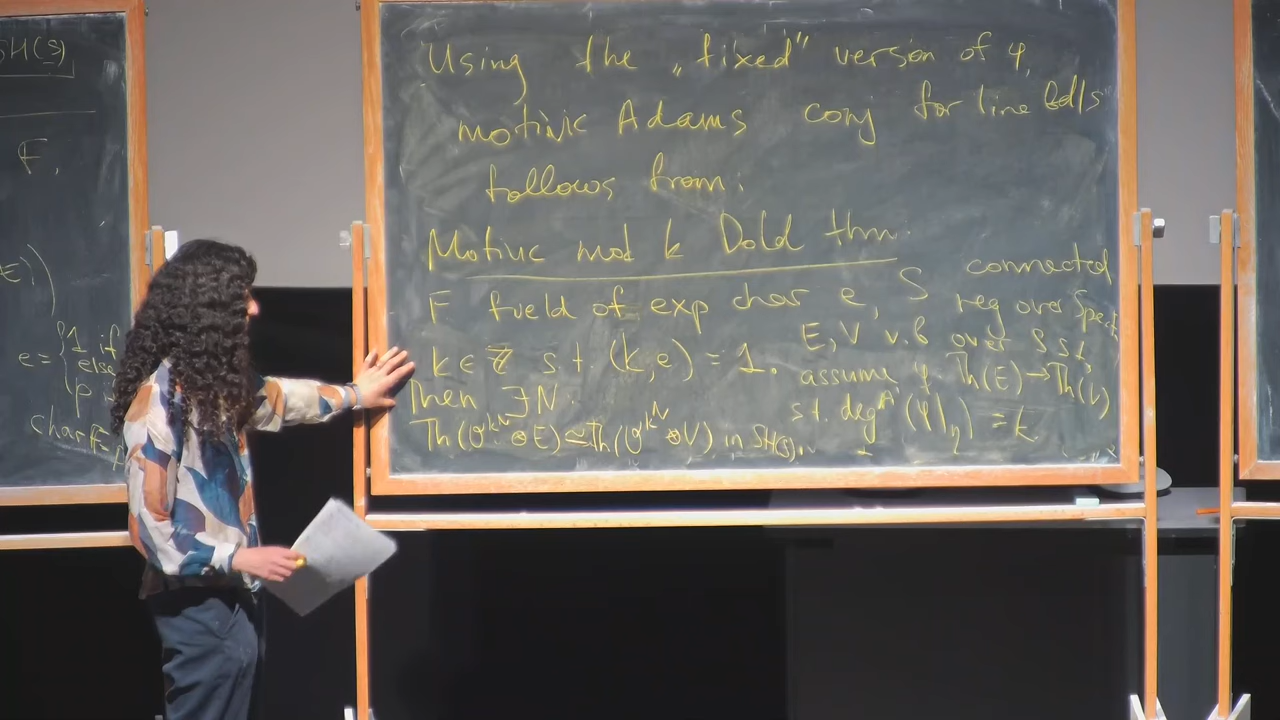 SH(S)
F,
e = { 1 if
else
p
char F =
Using the „fixed" version of φ,
motivic Adams conj for line bdls
follows from:
Motivic mod k Dold thm
F field of exp char e, S connected
reg over Spec F
k ∈ ℤ s.t. (k,e) = 1. E, V v.b over S s.t.
assume φ: Th(E) → Th(V)
s.t. deg^{A^1}(φ|_η) = k
Then ∃N:
Th(O^{k^N} ⊗ E) ≃ Th(O^{k^N} ⊗ V) in SH(S).